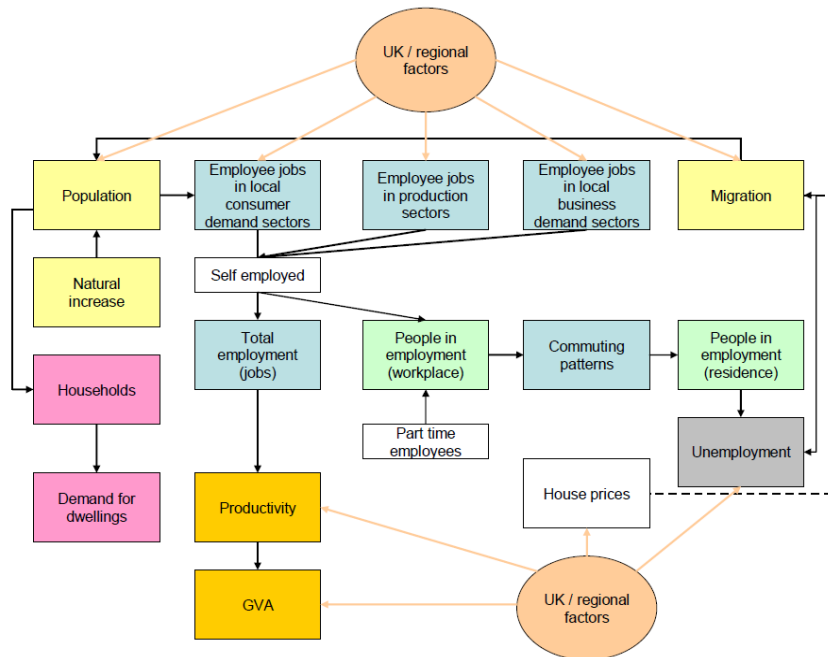 UK / regional
factors
Population
Employee jobs
in local
consumer
demand sectors
Employee jobs
in production
sectors
Employee jobs
in local
business
demand sectors
Migration
Natural
increase
Self employed
Total
employment
(jobs)
People in
employment
(workplace)
Commuting
patterns
People in
employment
(residence)
Households
Part time
employees
Unemployment
Demand for
dwellings
Productivity
House prices
GVA
UK / regional
factors